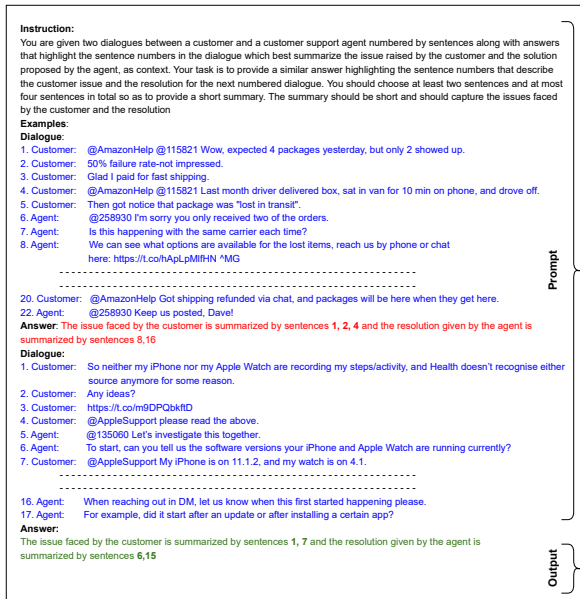 Instruction:
You are given two dialogues between a customer and a customer support agent numbered by sentences along with answers
that highlight the sentence numbers in the dialogue which best summarize the issue raised by the customer and the solution
proposed by the agent, as context. Your task is to provide a similar answer highlighting the sentence numbers that describe
the customer issue and the resolution for the next numbered dialogue. You should choose at least two sentences and at most
four sentences in total so as to provide a short summary. The summary should be short and should capture the issues faced
by the customer and the resolution
Examples:
Dialogue:
1. Customer: @AmazonHelp @115821 Wow, expected 4 packages yesterday, but only 2 showed up.
2. Customer: 50% failure rate-not impressed.
3. Customer: Glad I paid for fast shipping.
4. Customer: @AmazonHelp @115821 Last month driver delivered box, sat in van for 10 min on phone, and drove off.
5. Customer: Then got notice that package was "lost in transit".
6. Agent: @258930 I'm sorry you only received two of the orders.
7. Agent: Is this happening with the same carrier each time?
8. Agent: We can see what options are available for the lost items, reach us by phone or chat
here: https://t.co/hApLpMlfHN ^MG
20. Customer: @AmazonHelp Got shipping refunded via chat, and packages will be here when they get here.
22. Agent: @258930 Keep us posted, Dave!
Answer: The issue faced by the customer is summarized by sentences 1, 2, 4 and the resolution given by the agent is
summarized by sentences 8,16
Dialogue:
1. Customer: So neither my iPhone nor my Apple Watch are recording my steps/activity, and Health doesn't recognise either
source anymore for some reason.
2. Customer: Any ideas?
3. Customer: https://t.co/m9DPQbkftD
4. Customer: @AppleSupport please read the above.
5. Agent: @135060 Let's investigate this together.
6. Agent: To start, can you tell us the software versions your iPhone and Apple Watch are running currently?
7. Customer: @AppleSupport My iPhone is on 11.1.2, and my watch is on 4.1.
16. Agent: When reaching out in DM, let us know when this first started happening please.
17. Agent: For example, did it start after an update or after installing a certain app?
Answer:
The issue faced by the customer is summarized by sentences 1, 7 and the resolution given by the agent is
summarized by sentences 6,15
Prompt
Output